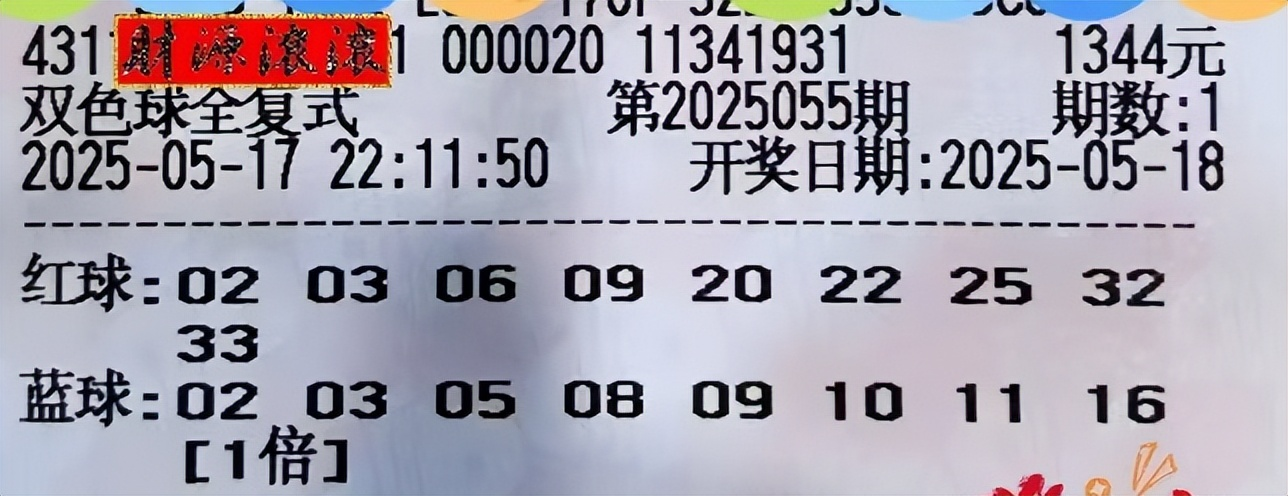 431 財源滚滚 1 000020 11341931 1344元
双色球全复式 第2025055期 期数:1
2025-05-17 22:11:50 开奖日期:2025-05-18
红球:02 03 06 09 20 22 25 32
33
蓝球:02 03 05 08 09 10 11 16
[1倍]